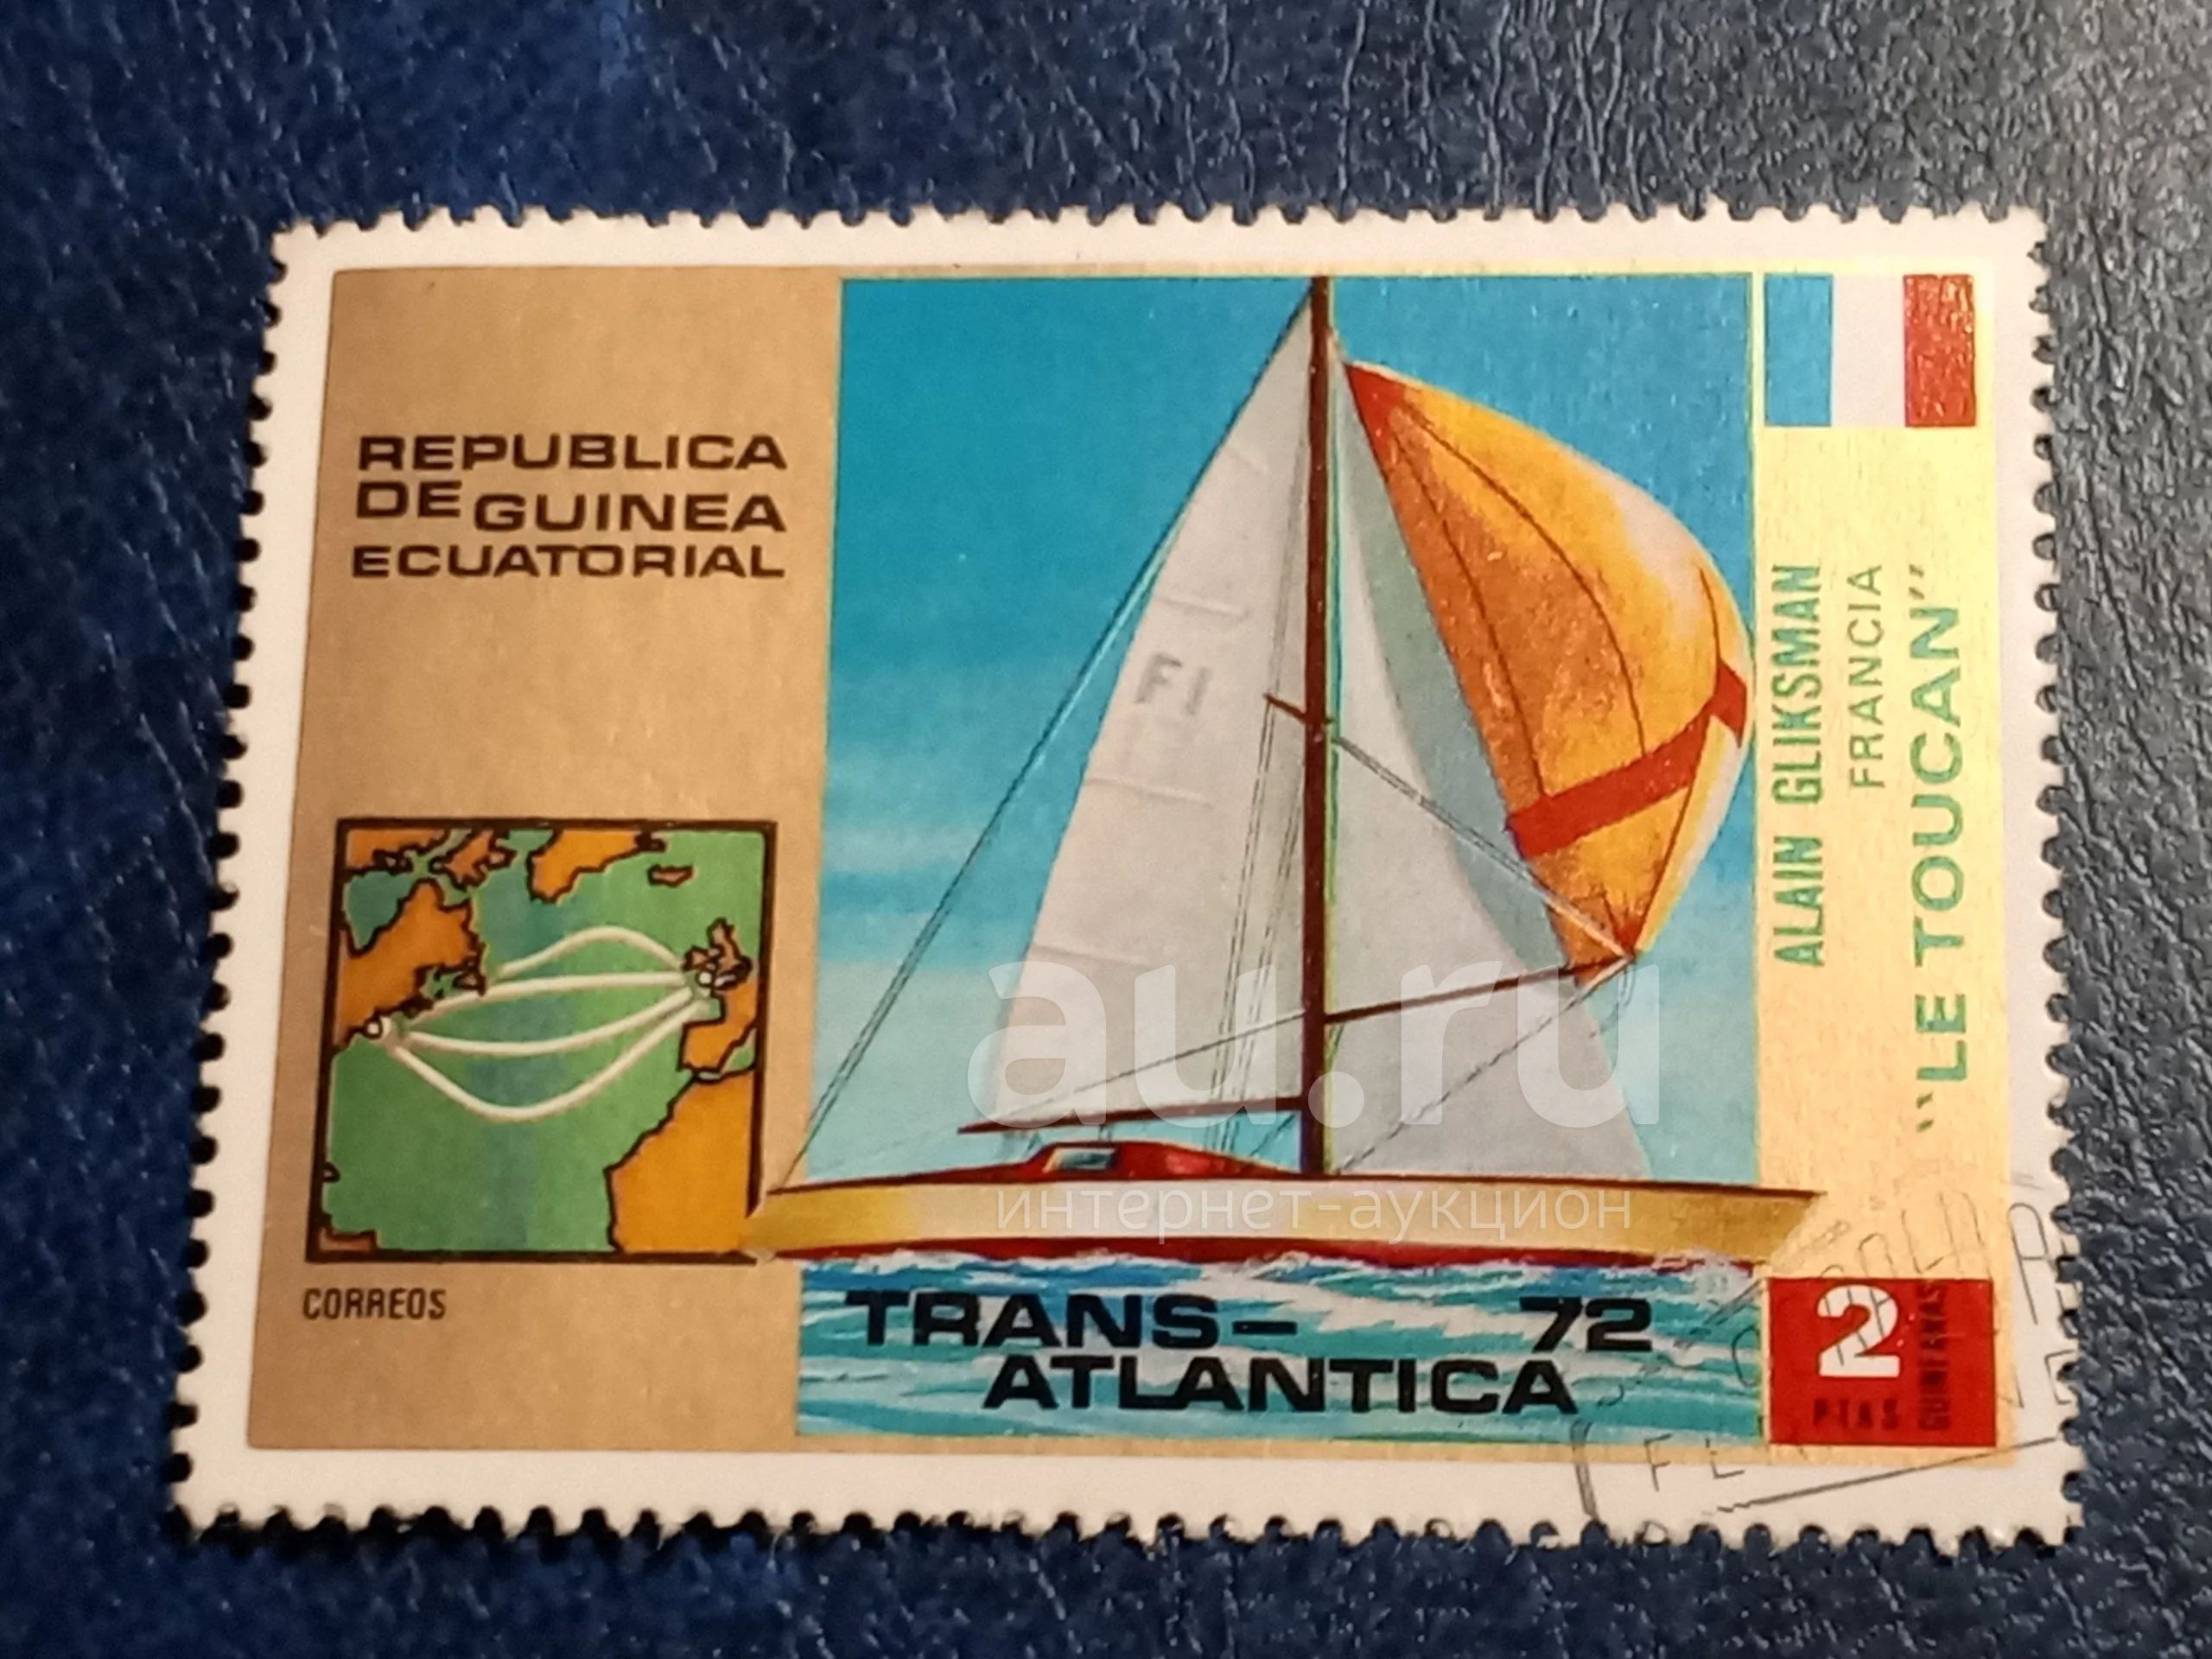 REPUBLICA
DE GUINEA
ECUATORIAL
CORREOS
F1
TRANS- 72
ATLANTICA
ALAIN GLIKSMAN
FRANCIA
"LE TOUCAN"
2
PTAS
GUINEANAS
au.ru
интернет-аукцион